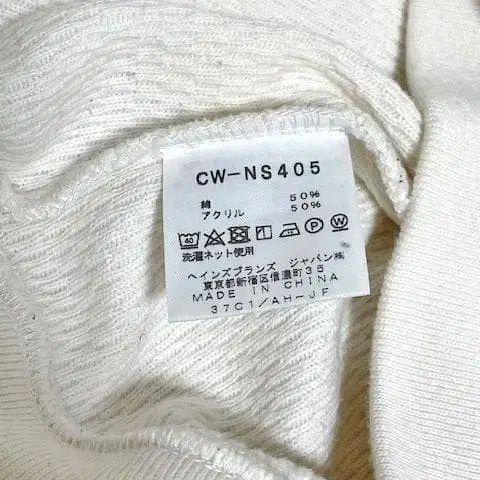 CW-NS405
綿 50%
アクリル 50%
40 P W
洗濯ネット使用
ヘインズブランズ ジャパン㈱
東京都新宿区信濃町35
MADE IN CHINA
37C1/AH-JF